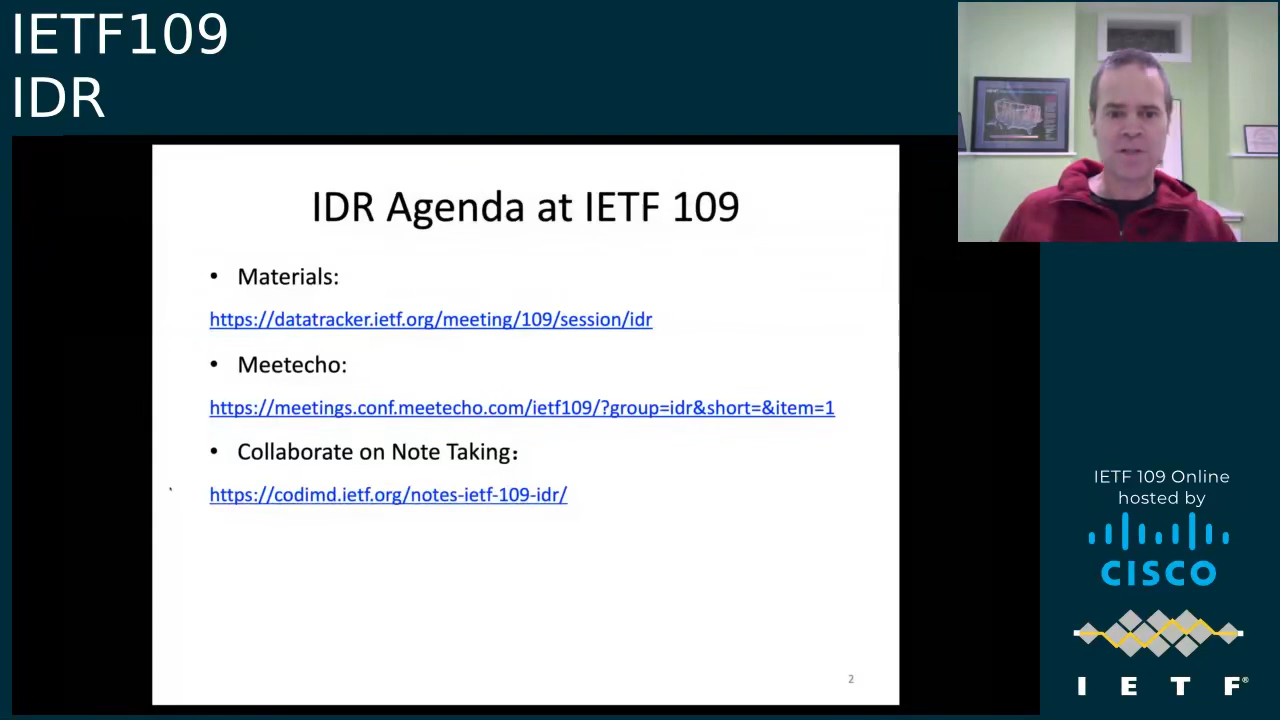 IETF109
IDR
IDR Agenda at IETF 109
• Materials:
https://datatracker.ietf.org/meeting/109/session/idr
• Meetecho:
https://meetings.conf.meetecho.com/ietf109/?group=idr&short=&item=1
• Collaborate on Note Taking：
https://codimd.ietf.org/notes-ietf-109-idr/
2
IETF 109 Online
hosted by
CISCO
I E T F®